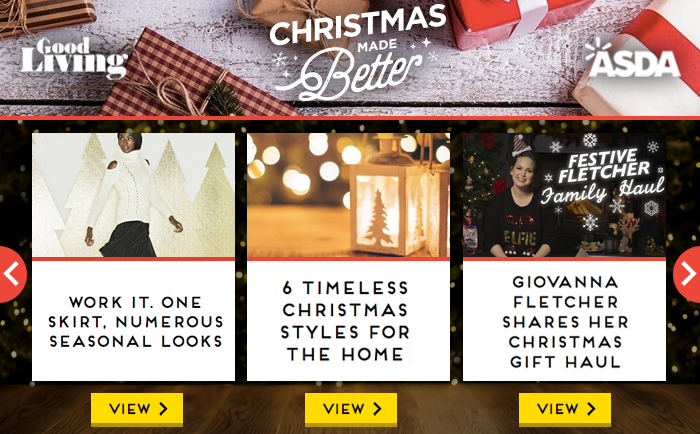 Good
Living
CHRISTMAS
MADE
Better
ASDA
FESTIVE
FLETCHER
Family Haul
WORK IT. ONE
SKIRT, NUMEROUS
SEASONAL LOOKS
6 TIMELESS
CHRISTMAS
STYLES FOR
THE HOME
GIOVANNA
FLETCHER
SHARES HER
CHRISTMAS
GIFT HAUL
VIEW
VIEW
VIEW